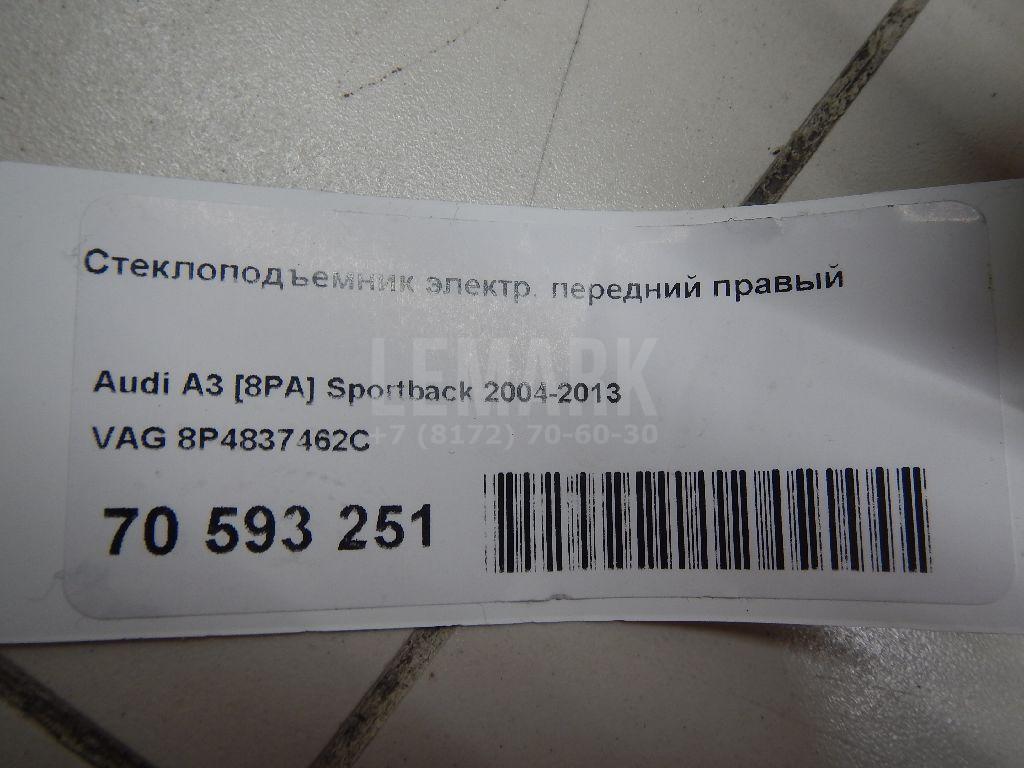 Стеклоподъемник электр. передний правый
LEMARK
Audi A3 [8PA] Sportback 2004-2013
VAG 8P4837462C
+7 (8172) 70-60-30
70 593 251